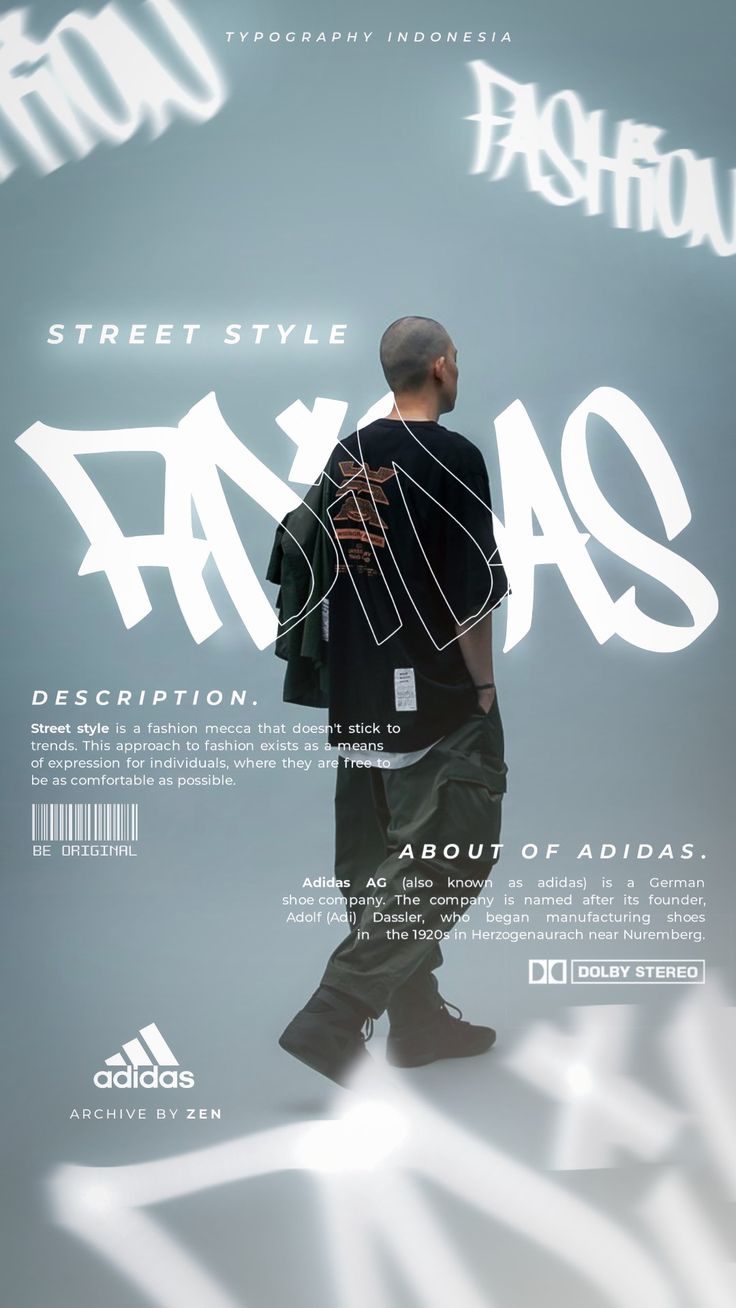 TYPOGRAPHY INDONESIA
HION
FASHION
STREET STYLE
ADIDAS
DESCRIPTION.
Street style is a fashion mecca that doesn't stick to
trends. This approach to fashion exists as a means
of expression for individuals, where they are free to
be as comfortable as possible.
BE ORIGINAL
ABOUT OF ADIDAS.
Adidas AG (also known as adidas) is a German
shoe company. The company is named after its founder,
Adolf (Adi) Dassler, who began manufacturing shoes
in the 1920s in Herzogenaurach near Nuremberg.
DOLBY STEREO
adidas
ARCHIVE BY ZEN